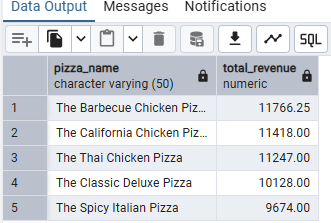 Data Output Messages Notifications
SQL
pizza_name total_revenue
character varying (50) numeric
1 The Barbecue Chicken Piz... 11766.25
2 The California Chicken Piz... 11418.00
3 The Thai Chicken Pizza 11247.00
4 The Classic Deluxe Pizza 10128.00
5 The Spicy Italian Pizza 9674.00